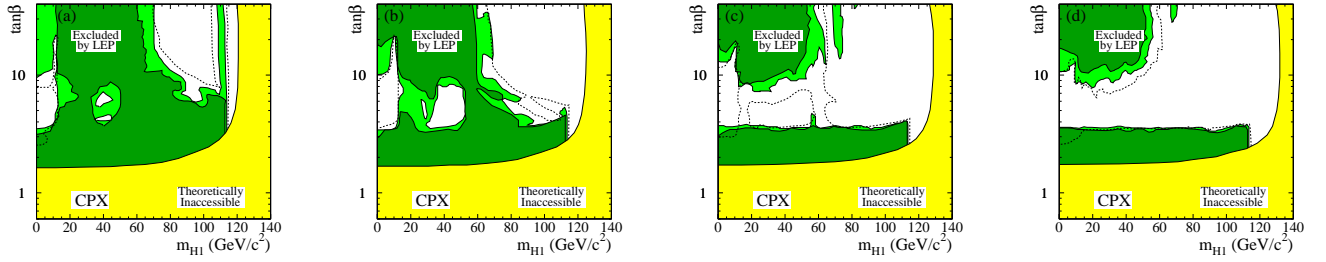 tanβ
(a)
Excluded
by LEP
10
1
CPX
Theoretically
Inaccessible
0 20 40 60 80 100 120 140
m_H1 (GeV/c²)
tanβ
(b)
Excluded
by LEP
10
1
CPX
Theoretically
Inaccessible
0 20 40 60 80 100 120 140
m_H1 (GeV/c²)
tanβ
(c)
Excluded
by LEP
10
1
CPX
Theoretically
Inaccessible
0 20 40 60 80 100 120 140
m_H1 (GeV/c²)
tanβ
(d)
Excluded
by LEP
10
1
CPX
Theoretically
Inaccessible
0 20 40 60 80 100 120 140
m_H1 (GeV/c²)